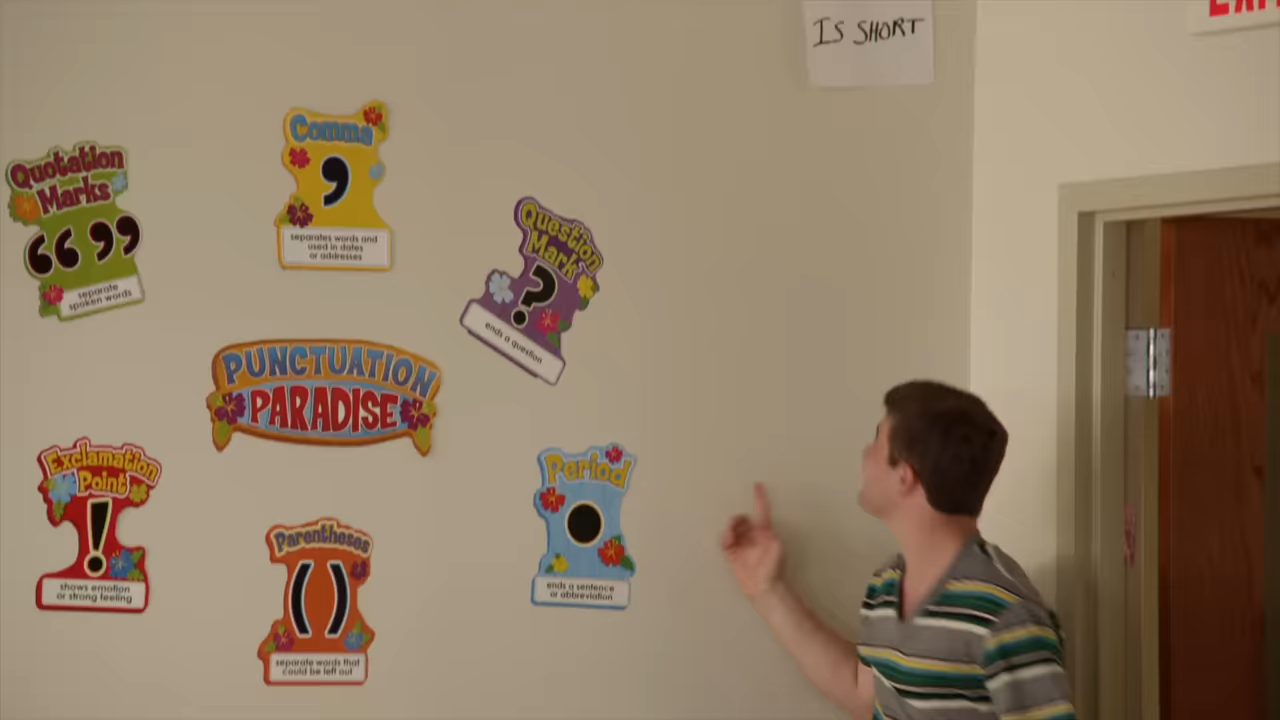 IS SHORT
EXIT
Quotation
Marks
“ ”
separate
spoken words
Comma
,
separates words and
used in dates
or addresses
Question
Mark
?
ends a question
PUNCTUATION
PARADISE
Exclamation
Point
!
shows emotion
or strong feeling
Parentheses
( )
separate words that
could be left out
Period
.
ends a sentence
or abbreviation